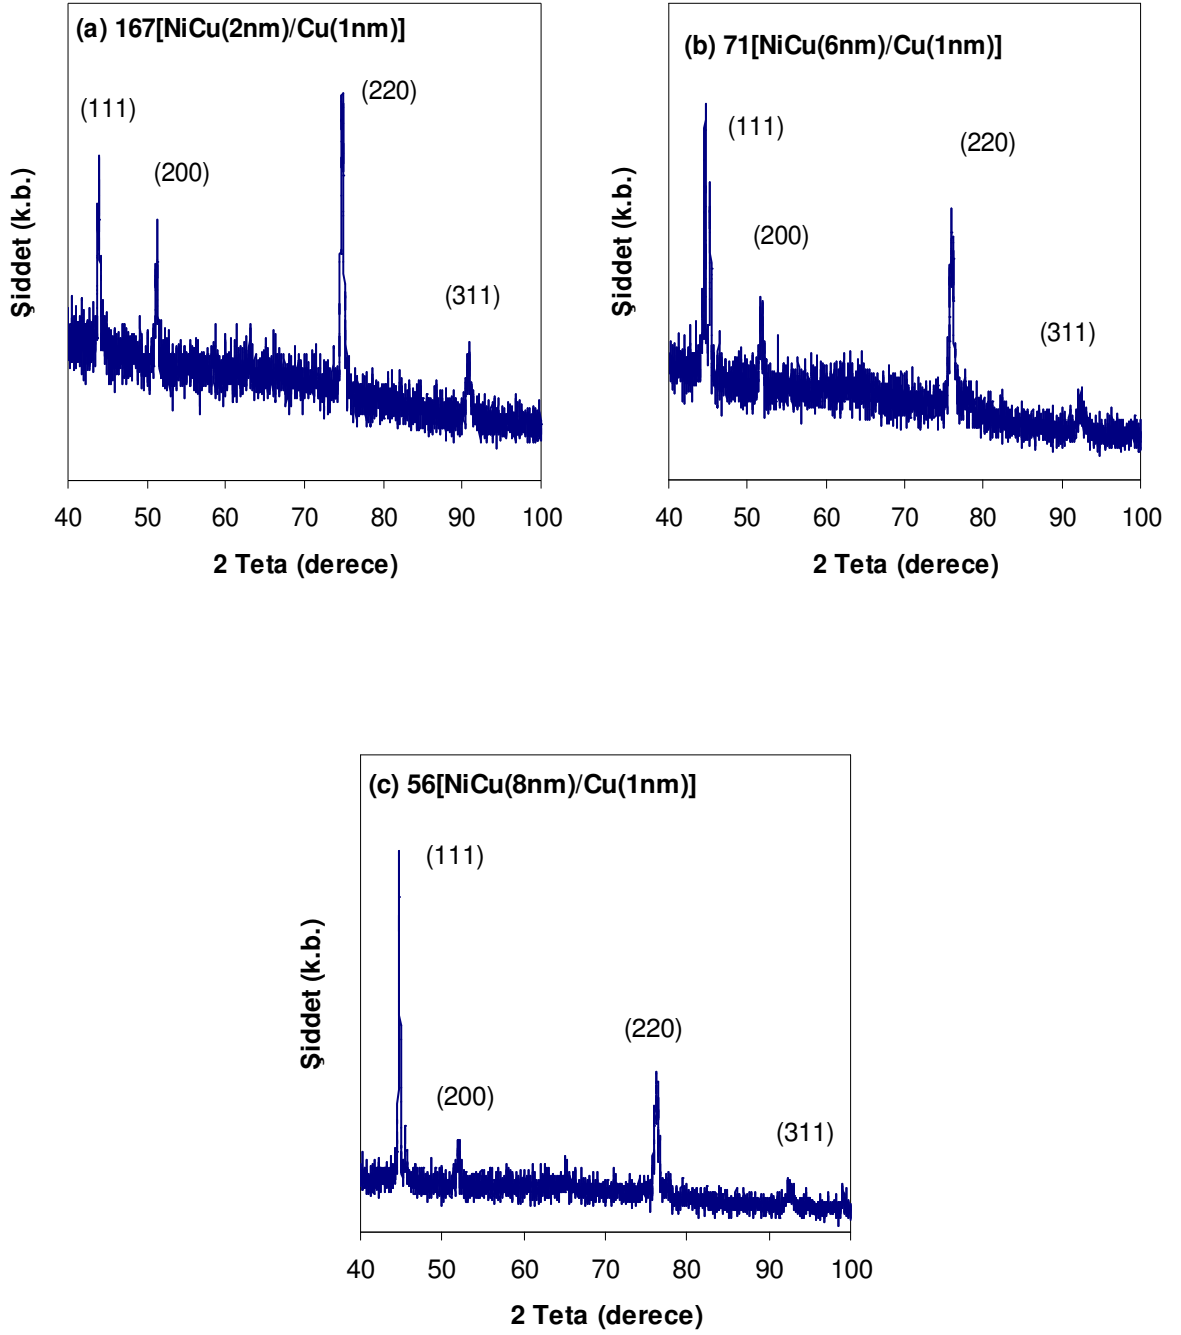 (a) 167[NiCu(2nm)/Cu(1nm)]
(111)
(200)
(220)
(311)
Şiddet (k.b.)
40 50 60 70 80 90 100
2 Teta (derece)
(b) 71[NiCu(6nm)/Cu(1nm)]
(111)
(200)
(220)
(311)
Şiddet (k.b.)
40 50 60 70 80 90 100
2 Teta (derece)
(c) 56[NiCu(8nm)/Cu(1nm)]
(111)
(200)
(220)
(311)
Şiddet (k.b.)
40 50 60 70 80 90 100
2 Teta (derece)